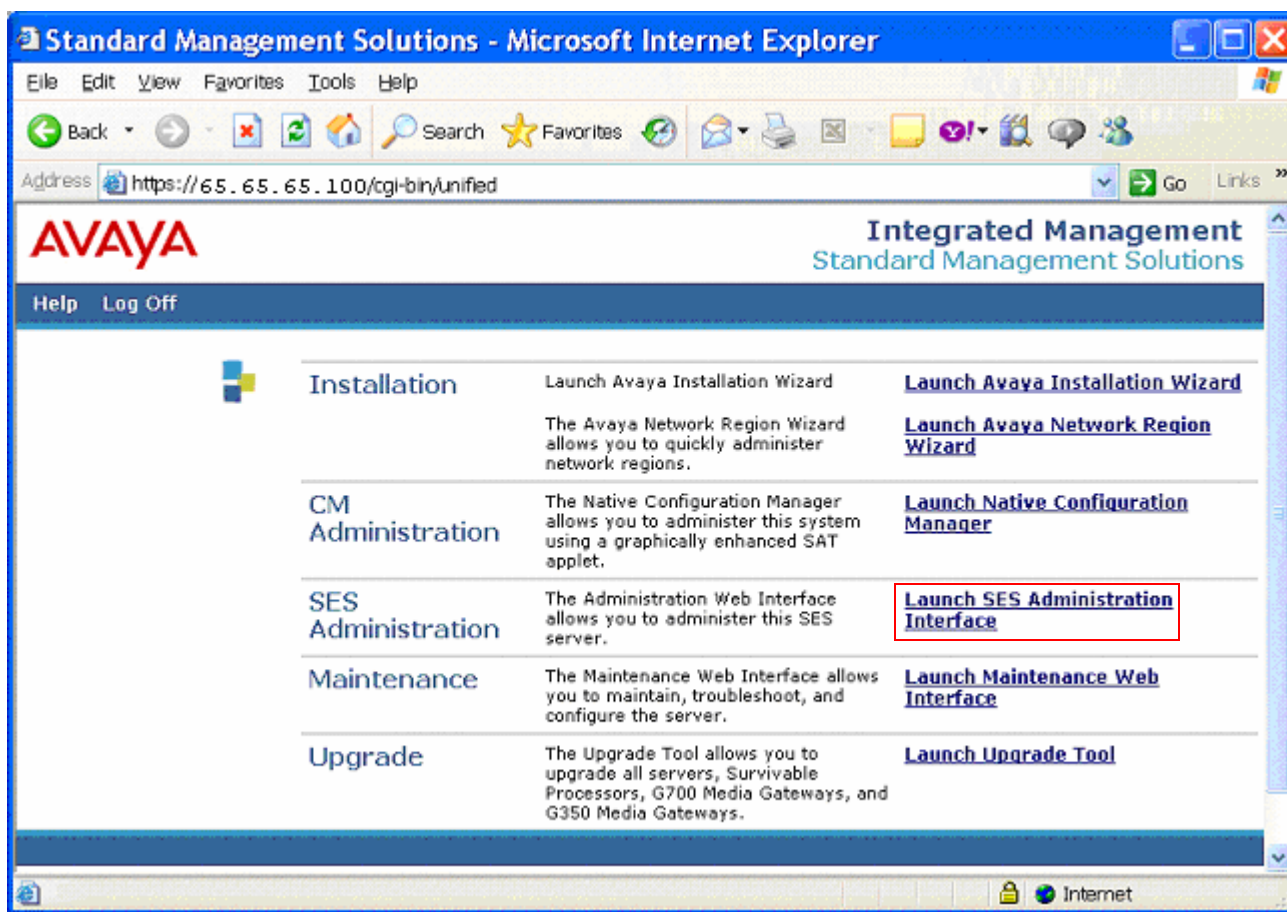 Standard Management Solutions - Microsoft Internet Explorer
File Edit View Favorites Tools Help
Back Search Favorites
Address https://65.65.65.100/cgi-bin/unified Go Links »
AVAYA
Integrated Management
Standard Management Solutions
Help Log Off
Installation
Launch Avaya Installation Wizard
Launch Avaya Installation Wizard
The Avaya Network Region Wizard
allows you to quickly administer
network regions.
Launch Avaya Network Region
Wizard
CM
Administration
The Native Configuration Manager
allows you to administer this system
using a graphically enhanced SAT
applet.
Launch Native Configuration
Manager
SES
Administration
The Administration Web Interface
allows you to administer this SES
server.
Launch SES Administration
Interface
Maintenance
The Maintenance Web Interface allows
you to maintain, troubleshoot, and
configure the server.
Launch Maintenance Web
Interface
Upgrade
The Upgrade Tool allows you to
upgrade all servers, Survivable
Processors, G700 Media Gateways, and
G350 Media Gateways.
Launch Upgrade Tool
Internet